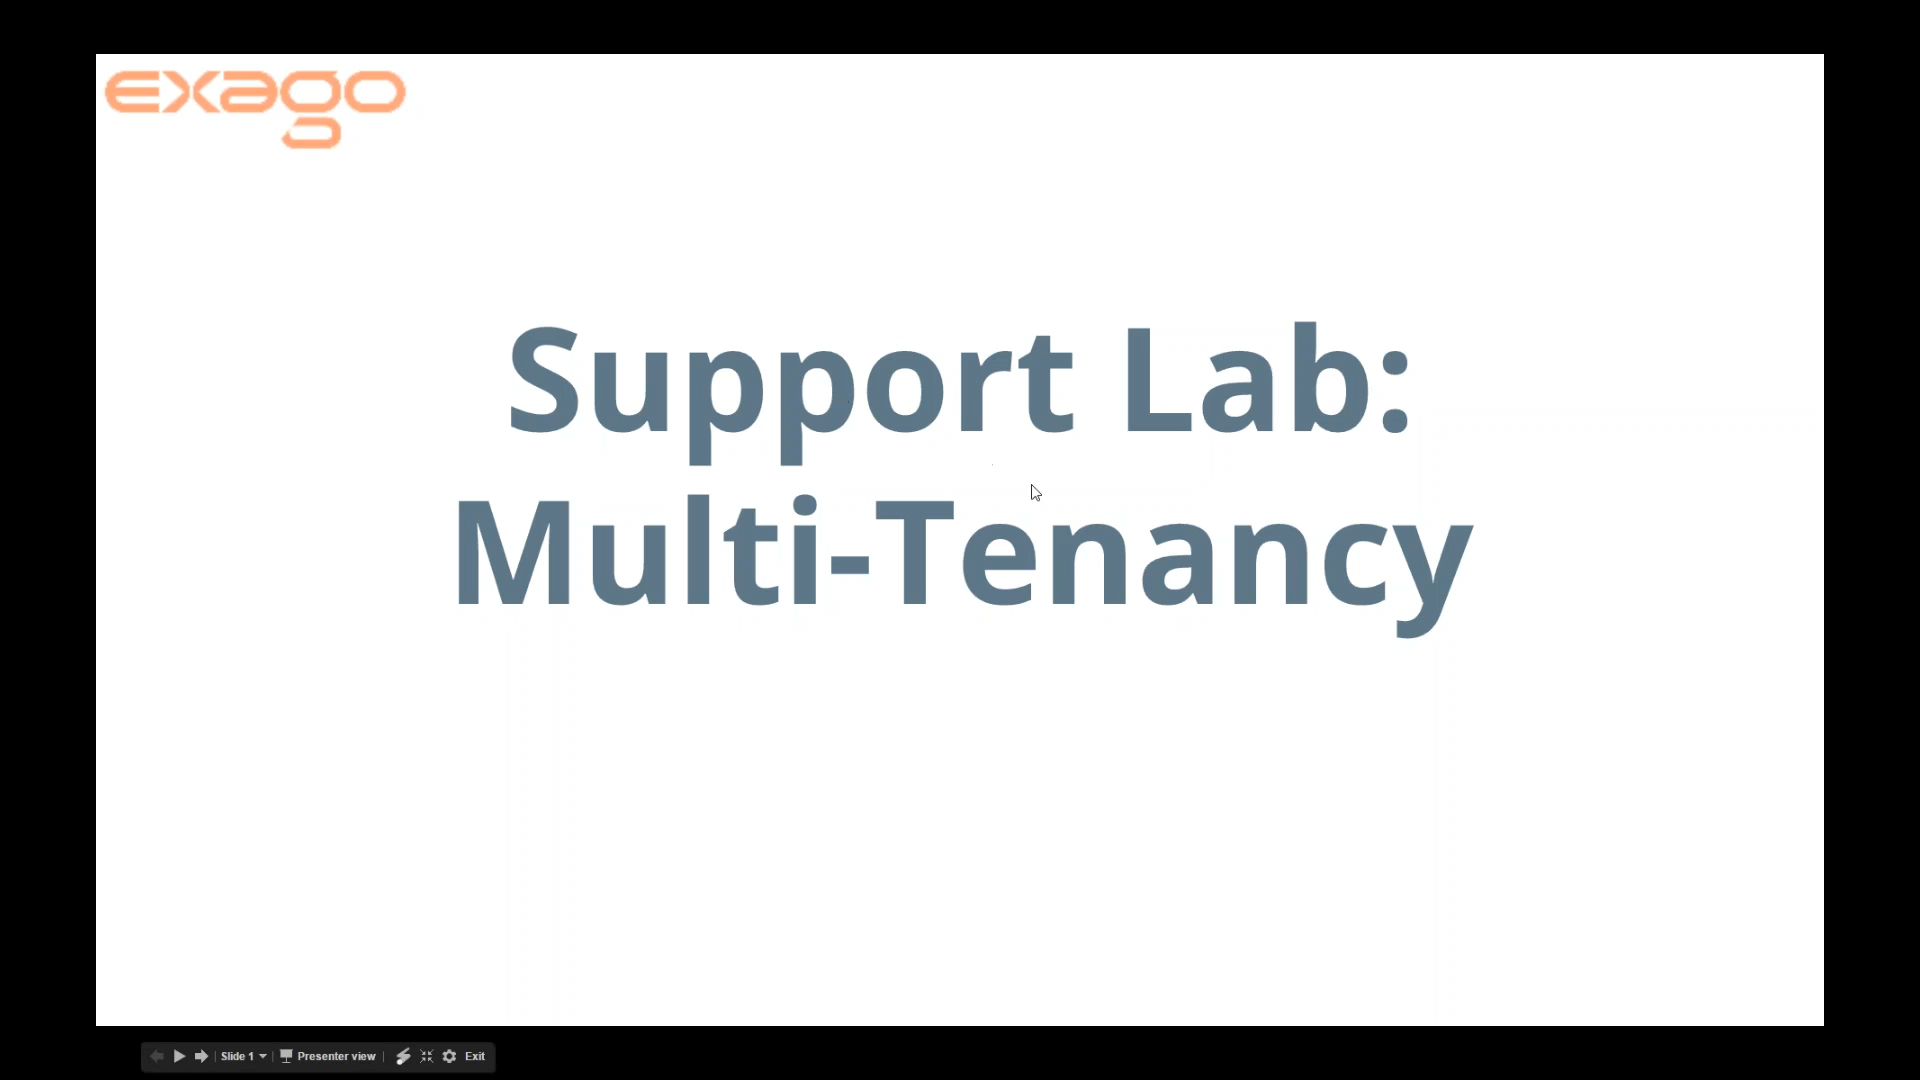 exago
Support Lab:
Multi-Tenancy
Slide 1
Presenter view
Exit